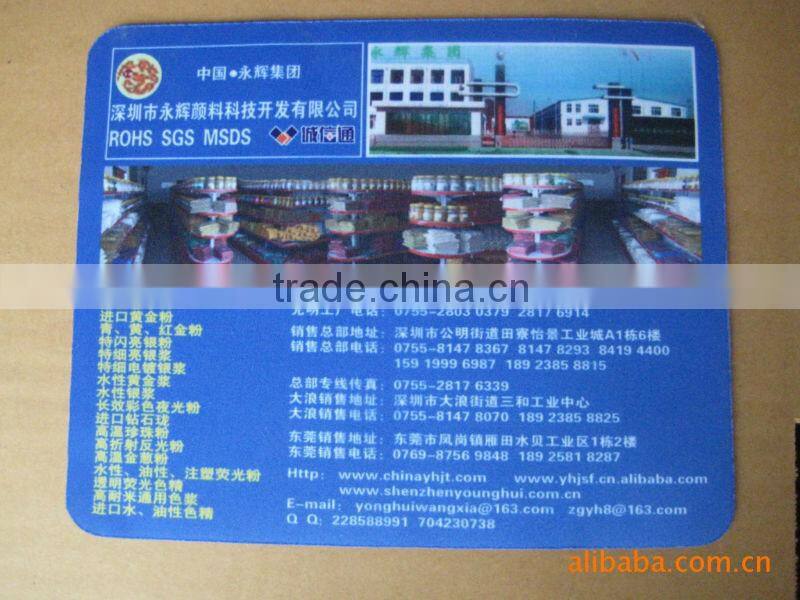 中国●永辉集团
深圳市永辉颜料科技开发有限公司
ROHS SGS MSDS 诚信通
永辉集团
trade.china.cn
进口黄金粉
青、黄、红金粉
特闪亮银粉
特细亮银浆
特细电镀银浆
水性黄金浆
水性银浆
长效彩色夜光粉
进口钻石珑
高温珍珠粉
高折射反光粉
高温金葱粉
水性、油性、注塑荧光粉
透明荧光色精
高耐米通用色浆
进口水、油性色精
光明工厂电话：0755-2803 0379 2817 6914
销售总部地址：深圳市公明街道田寮怡景工业城A1栋6楼
销售总部电话：0755-8147 8367 8147 8293 8419 4400
159 1999 6987 189 2385 8815
总部专线传真：0755-2817 6339
大浪销售地址：深圳市大浪街道三和工业中心
大浪销售电话：0755-8147 8070 189 2385 8825
东莞销售地址：东莞市凤岗镇雁田水贝工业区1栋2楼
东莞销售电话：0769-8756 9848 189 2581 8287
Http: www.chinayhjt.com www.yhjsf.cn.alibaba.com
www.shenzhenyounghui.com.cn
E-mail: yonghuiwangxia@163.com zgyh8@163.com
Q Q: 228588991 704230738
alibaba.com.cn